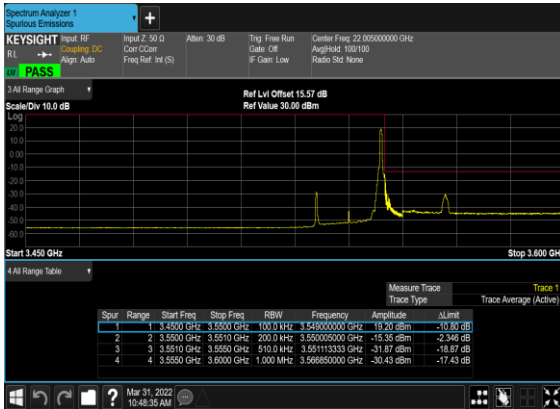 Spectrum Analyzer 1
Spurious Emissions
KEYSIGHT
RL
LW PASS
Input: RF
Coupling: DC
Align: Auto
Input Z: 50 Ω
Corr CCorr
Freq Ref: Int (S)
Atten: 30 dB
Trig: Free Run
Gate: Off
IF Gain: Low
Center Freq: 22.005000000 GHz
Avg|Hold: 100/100
Radio Std: None
3 All Range Graph
Scale/Div 10.0 dB
Ref Lvl Offset 15.57 dB
Ref Value 30.00 dBm
Log
20.0
10.0
0.00
-10.0
-20.0
-30.0
-40.0
-50.0
-60.0
Start 3.450 GHz
Stop 3.600 GH
4 All Range Table
Measure Trace Trace 1
Trace Type Trace Average (Active)
Spur Range Start Freq Stop Freq RBW Frequency Amplitude ΔLimit
1 1 3.4500 GHz 3.5500 GHz 100.0 kHz 3.549000000 GHz 19.20 dBm -10.80 dB
2 2 3.5500 GHz 3.5510 GHz 200.0 kHz 3.550005000 GHz -15.35 dBm -2.346 dB
3 3 3.5510 GHz 3.5550 GHz 510.0 kHz 3.551113333 GHz -31.87 dBm -18.87 dB
4 4 3.5550 GHz 3.6000 GHz 1.000 MHz 3.566850000 GHz -30.43 dBm -17.43 dB
?
Mar 31, 2022
10:48:35 AM